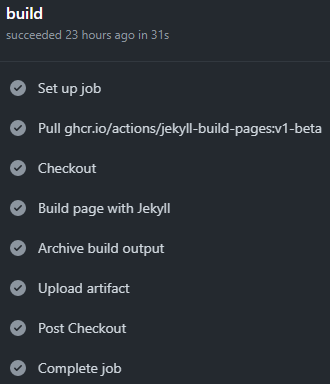 build
succeeded 23 hours ago in 31s
Set up job
Pull ghcr.io/actions/jekyll-build-pages:v1-beta
Checkout
Build page with Jekyll
Archive build output
Upload artifact
Post Checkout
Complete job